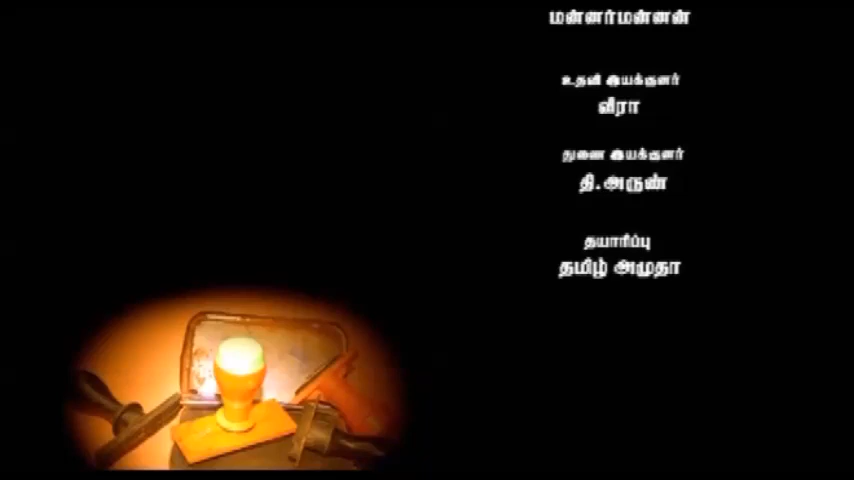 மன்னர்மன்னன்
உதவி இயக்குனர்
வீரா
துணை இயக்குனர்
தி.அருண்
தயாரிப்பு
தமிழ் அமுதா